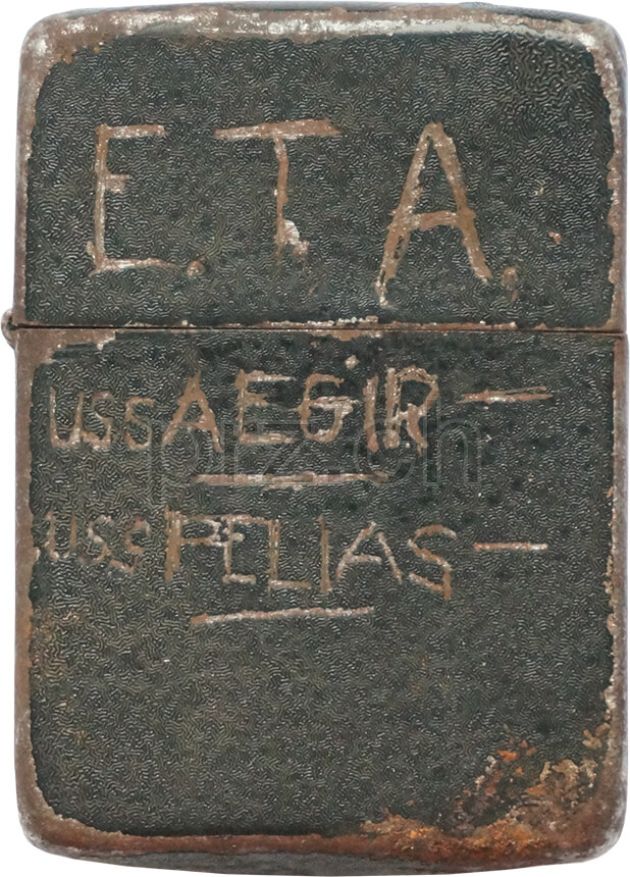 E.T.A.
USS AEGIR —
USS PELIAS —